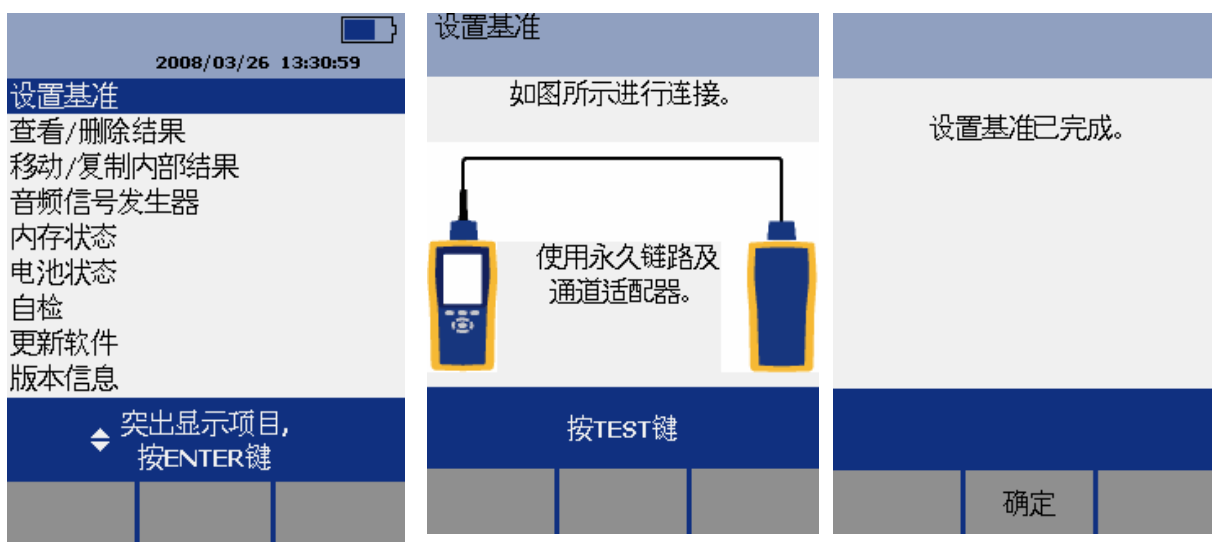 2008/03/26 13:30:59
设置基准
查看/删除结果
移动/复制内部结果
音频信号发生器
内存状态
电池状态
自检
更新软件
版本信息
突出显示项目,
按ENTER键
设置基准
如图所示进行连接。
使用永久链路及
通道适配器。
按TEST键
设置基准已完成。
确定